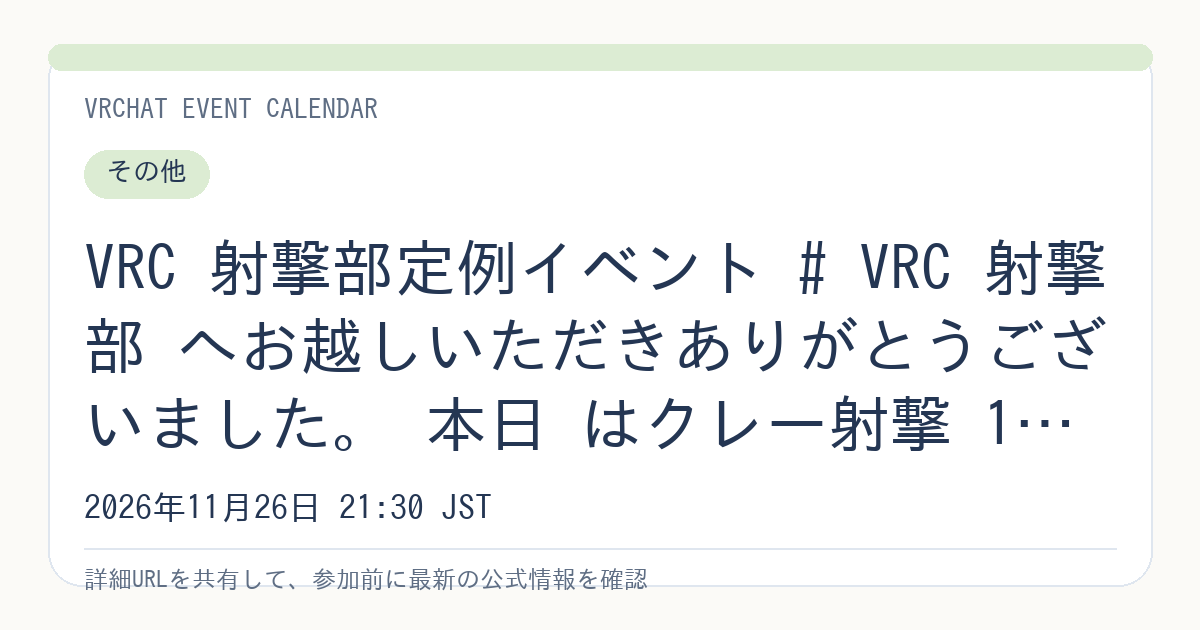 VRCHAT EVENT CALENDAR
その他
VRC 射撃部定例イベント # VRC 射撃
部 へお越しいただきありがとうござ
いました。 本日 はクレー射撃 1…
2026年11月26日 21:30 JST
詳細URLを共有して、参加前に最新の公式情報を確認